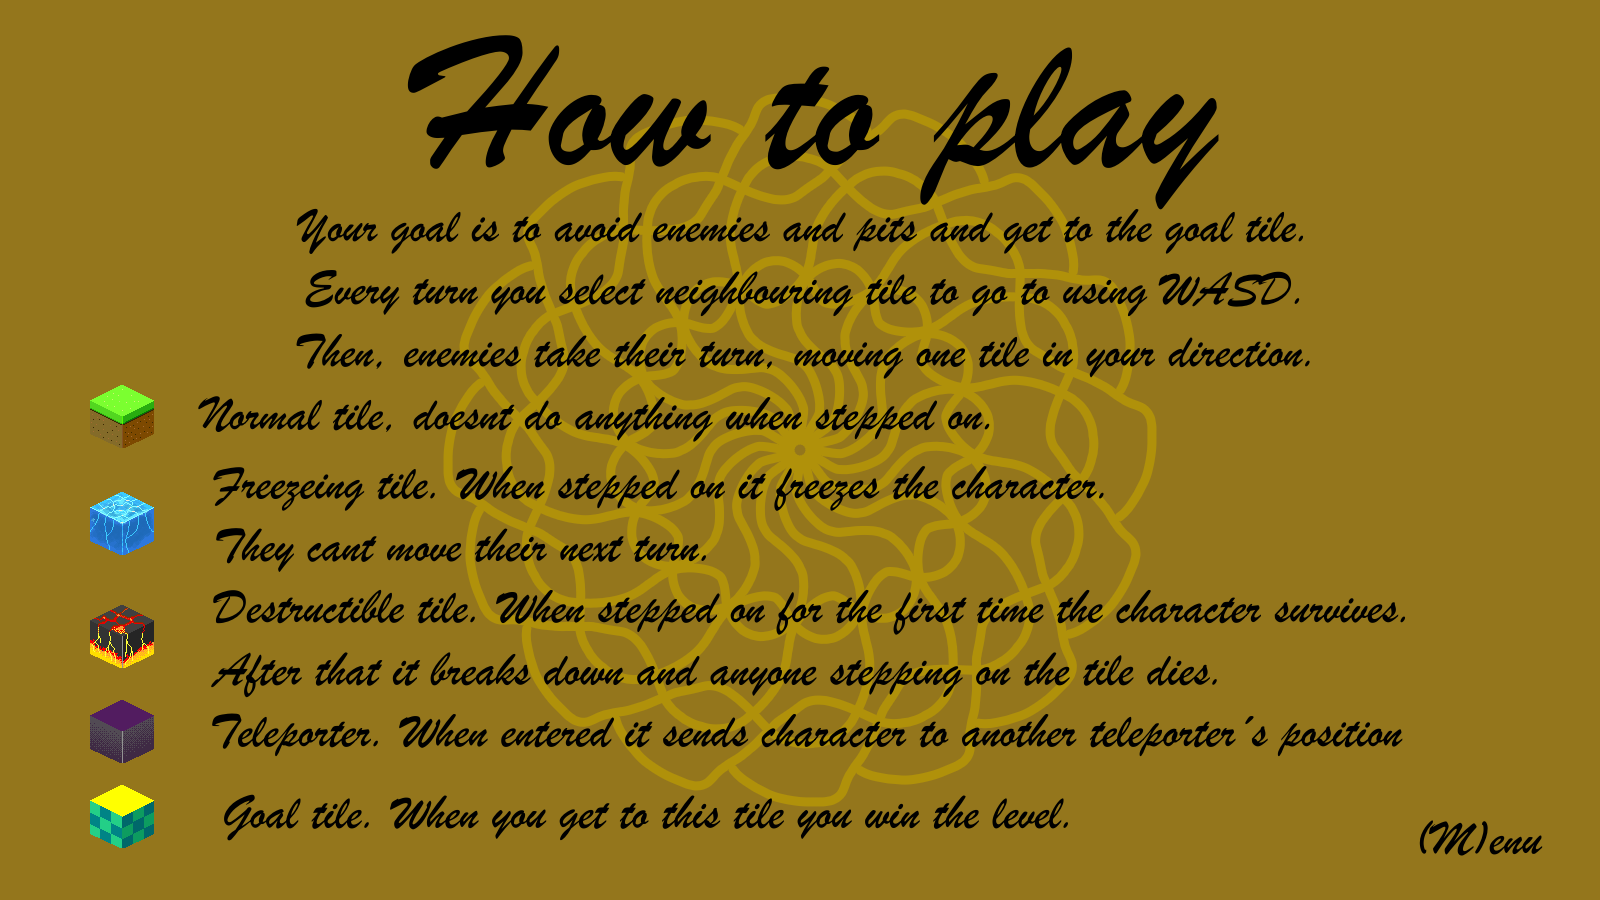 How to play
Your goal is to avoid enemies and pits and get to the goal tile.
Every turn you select neighbouring tile to go to using WASD.
Then, enemies take their turn, moving one tile in your direction.
Normal tile, doesnt do anything when stepped on.
Freezeing tile. When stepped on it freezes the character.
They cant move their next turn.
Destructible tile. When stepped on for the first time the character survives.
After that it breaks down and anyone stepping on the tile dies.
Teleporter. When entered it sends character to another teleporter´s position
Goal tile. When you get to this tile you win the level.
(M)enu